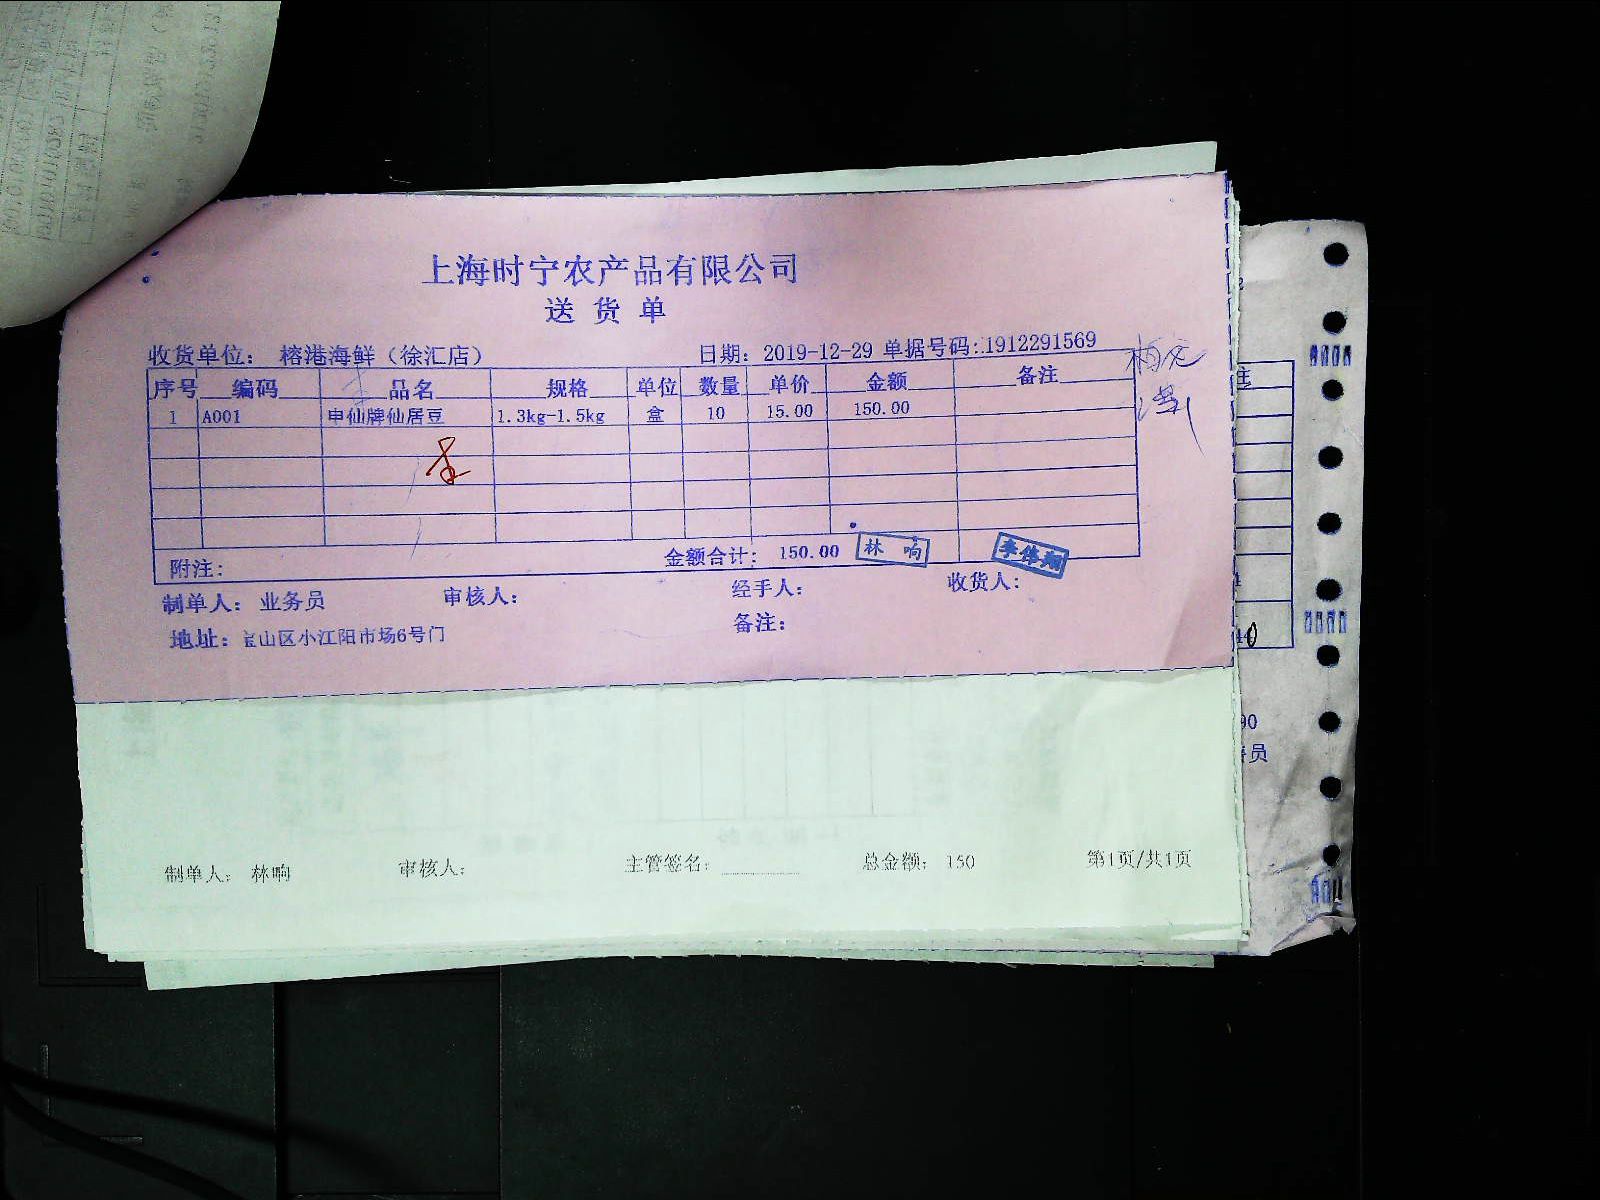 上海时宁农产品有限公司
送货单
收货单位： 榕港海鲜（徐汇店） 日期：2019-12-29 单据号码：1912291569
序号 编码 品名 规格 单位 数量 单价 金额 备注
1 A001 申仙牌仙居豆 1.3kg-1.5kg 盒 10 15.00 150.00
附注： 金额合计： 150.00 林 响 李伟翔
制单人： 业务员 审核人： 经手人： 收货人：
地址：宝山区小江阳市场6号门 备注：
制单人： 林响 审核人： 主管签名： 总金额： 150 第1页/共1页